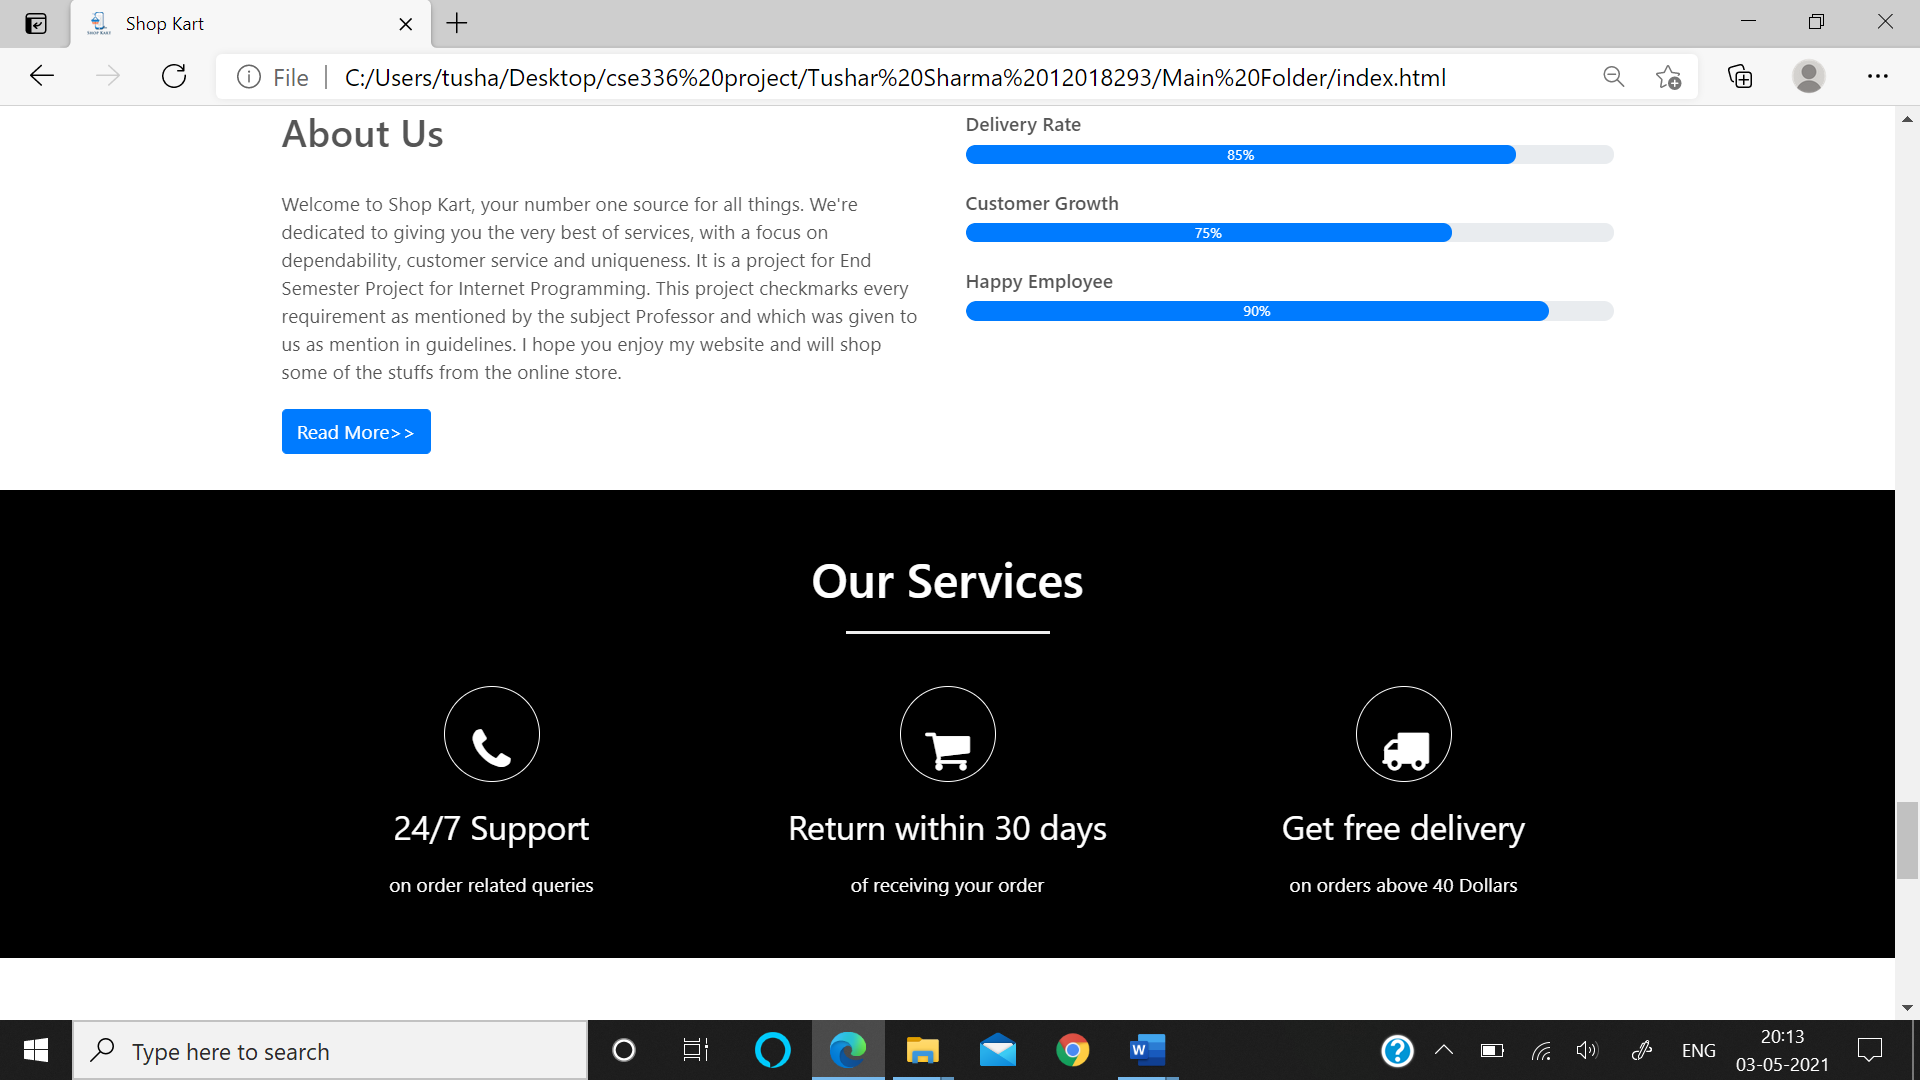 Shop Kart
File
C:/Users/tusha/Desktop/cse336%20project/Tushar%20Sharma%2012018293/Main%20Folder/index.html
About Us
Welcome to Shop Kart, your number one source for all things. We're
dedicated to giving you the very best of services, with a focus on
dependability, customer service and uniqueness. It is a project for End
Semester Project for Internet Programming. This project checkmarks every
requirement as mentioned by the subject Professor and which was given to
us as mention in guidelines. I hope you enjoy my website and will shop
some of the stuffs from the online store.
Read More>>
Delivery Rate
85%
Customer Growth
75%
Happy Employee
90%
Our Services
24/7 Support
on order related queries
Return within 30 days
of receiving your order
Get free delivery
on orders above 40 Dollars
Type here to search
W
ENG
20:13
03-05-2021